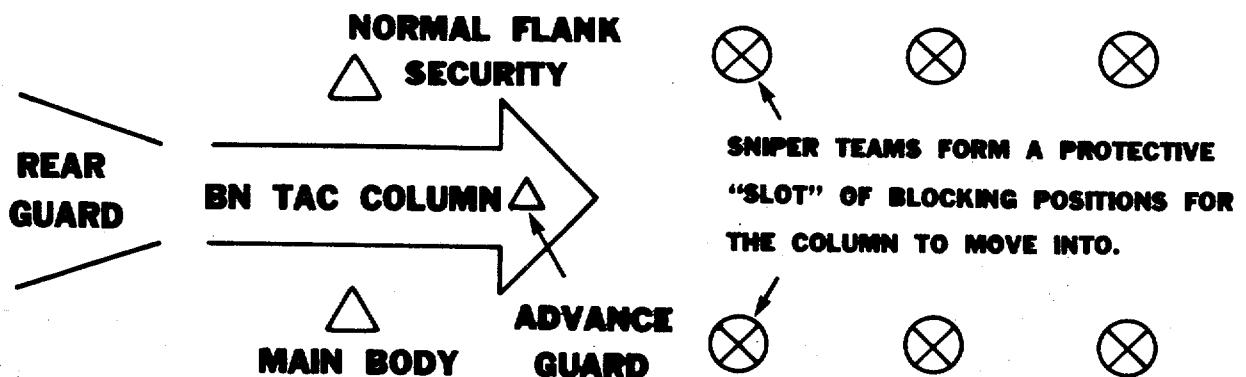 NORMAL FLANK
SECURITY
REAR
GUARD
BN TAC COLUMN
MAIN BODY
ADVANCE
GUARD
SNIPER TEAMS FORM A PROTECTIVE
“SLOT” OF BLOCKING POSITIONS FOR
THE COLUMN TO MOVE INTO.